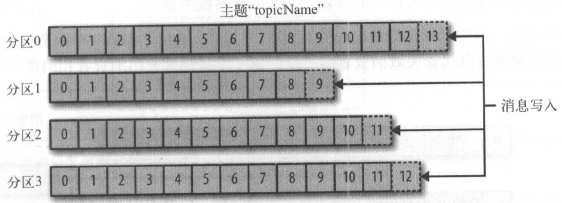 主题“topicName”
分区0 0 1 2 3 4 5 6 7 8 9 10 11 12 13
分区1 0 1 2 3 4 5 6 7 8 9
消息写入
分区2 0 1 2 3 4 5 6 7 8 9 10 11
分区3 0 1 2 3 4 5 6 7 8 9 10 11 12